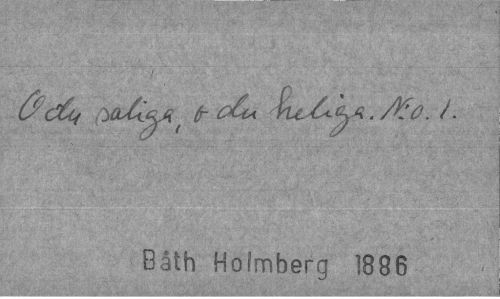 O du saliga, o du heliga. N:o. 1.
Båth Holmberg 1886